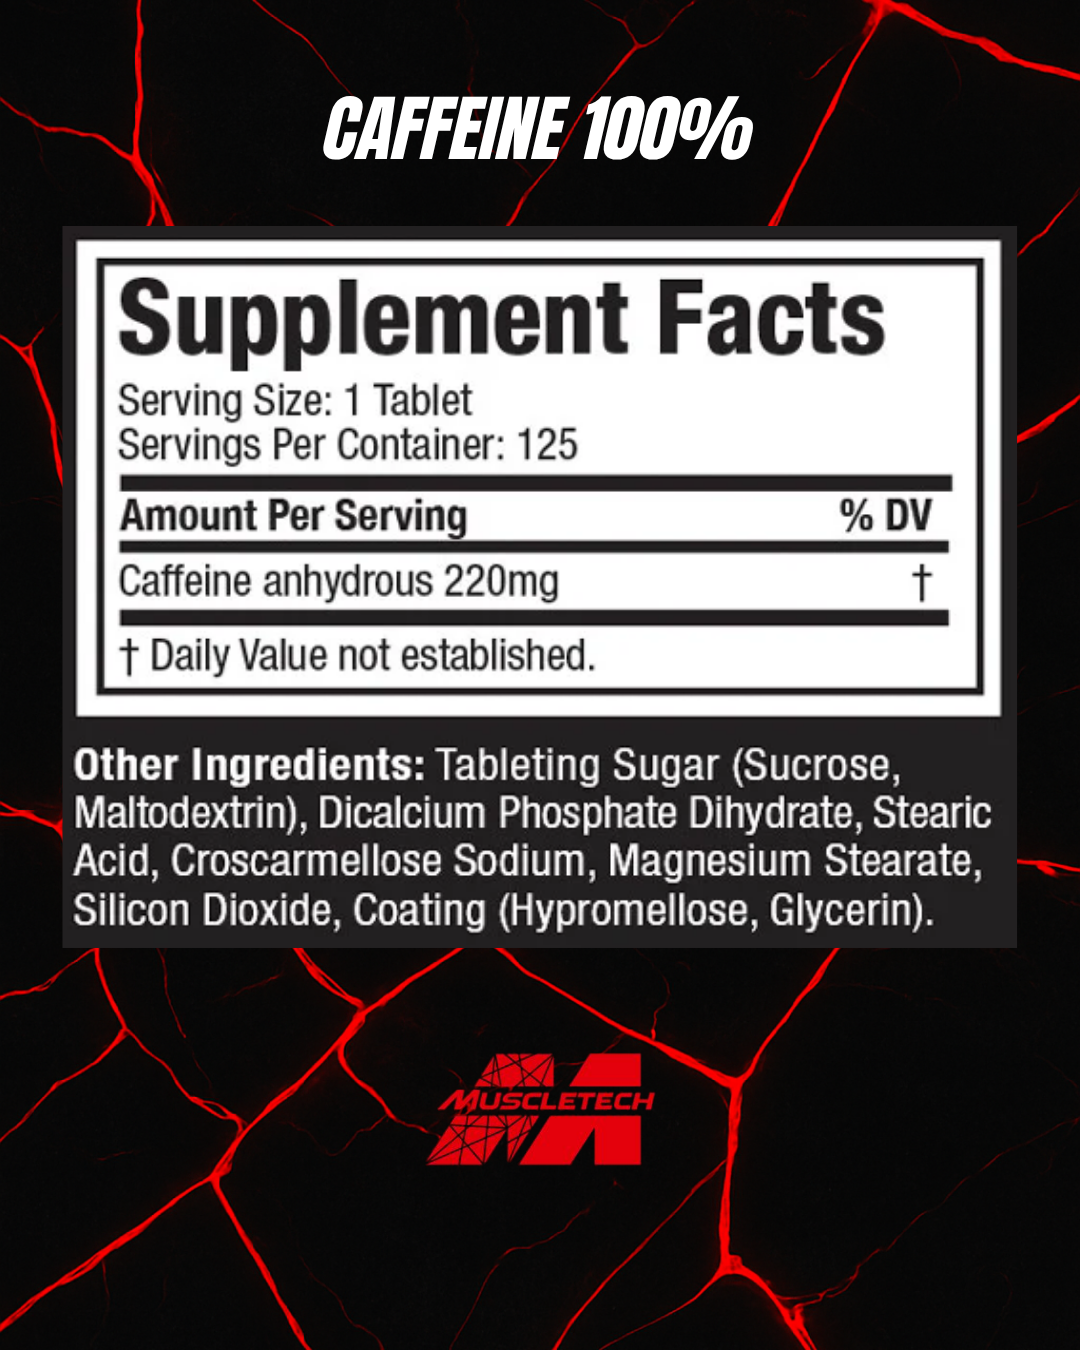 CAFFEINE 100%
Supplement Facts
Serving Size: 1 Tablet
Servings Per Container: 125
Amount Per Serving % DV
Caffeine anhydrous 220mg †
† Daily Value not established.
Other Ingredients: Tableting Sugar (Sucrose,
Maltodextrin), Dicalcium Phosphate Dihydrate, Stearic
Acid, Croscarmellose Sodium, Magnesium Stearate,
Silicon Dioxide, Coating (Hypromellose, Glycerin).
MUSCLETECH